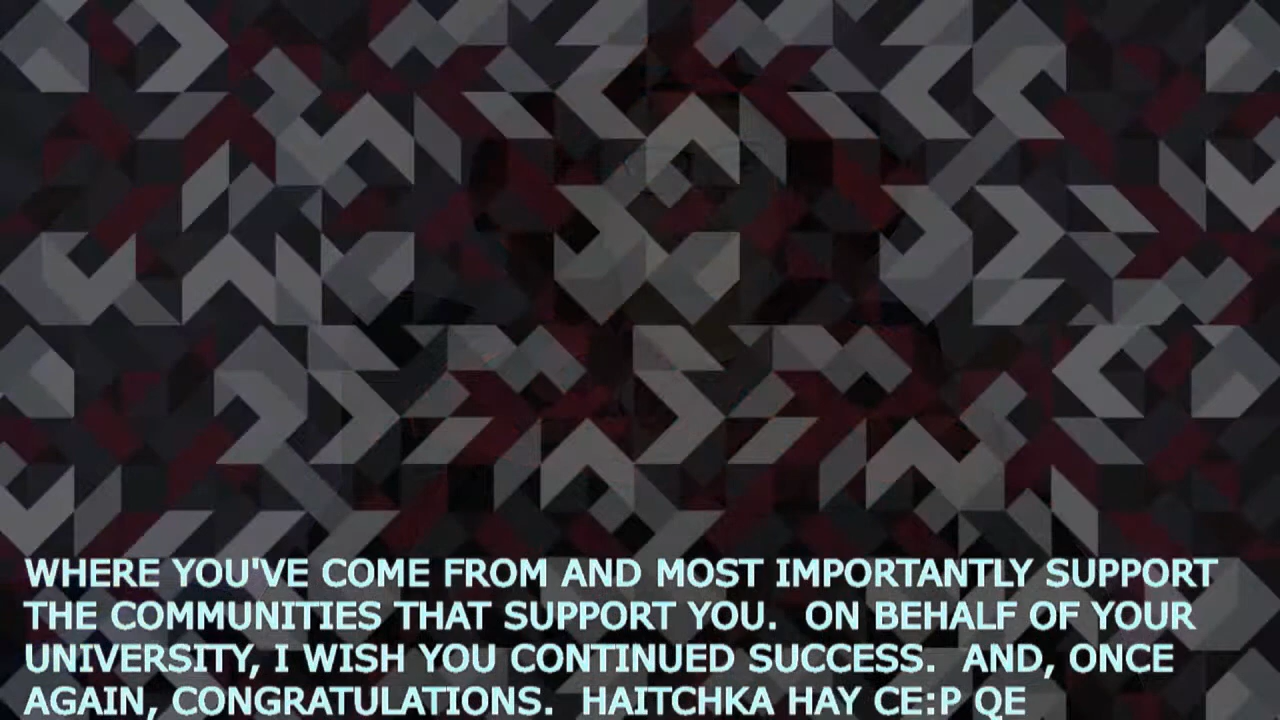 WHERE YOU'VE COME FROM AND MOST IMPORTANTLY SUPPORT
THE COMMUNITIES THAT SUPPORT YOU.  ON BEHALF OF YOUR
UNIVERSITY, I WISH YOU CONTINUED SUCCESS.  AND, ONCE
AGAIN, CONGRATULATIONS.  HAITCHKA HAY CE:P QE